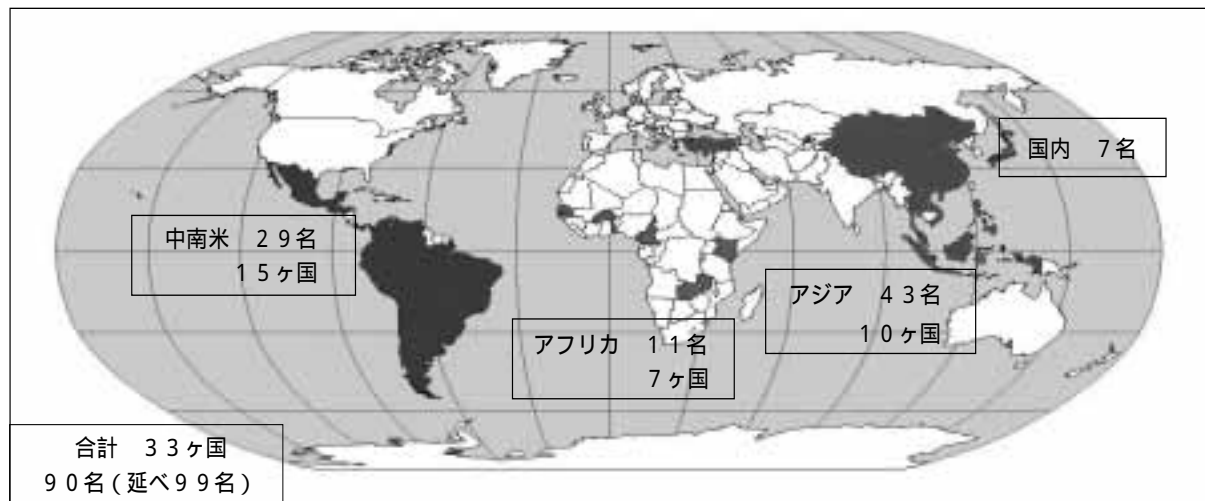 国内　７名
中南米　２９名
１５ヶ国
アジア　４３名
１０ヶ国
アフリカ　１１名
７ヶ国
合計　３３ヶ国
９０名（延べ９９名）